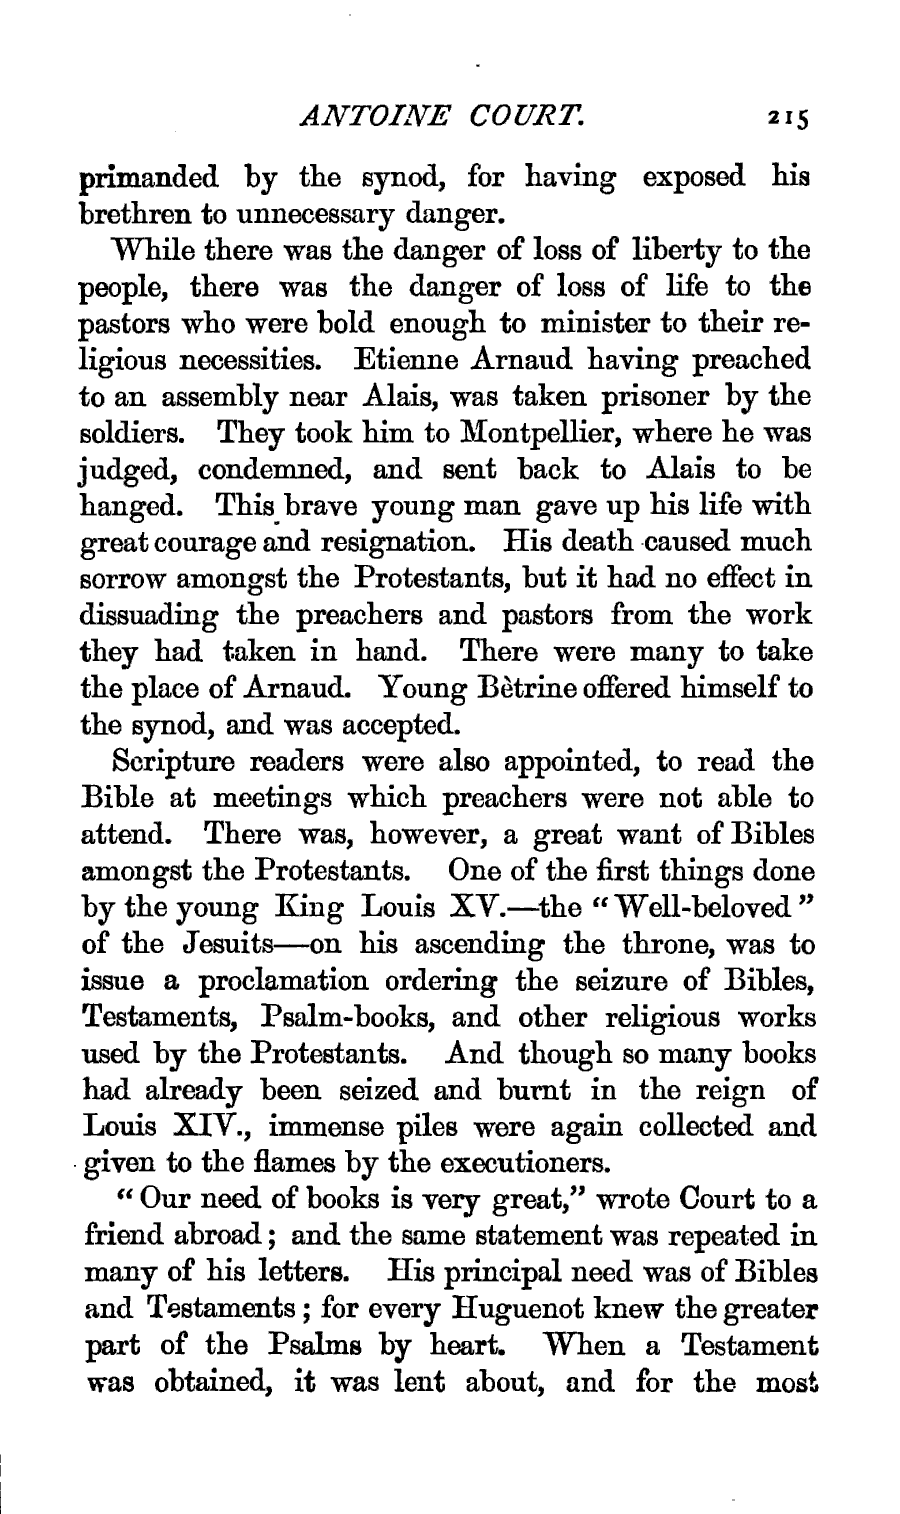 ANTOINE COURT. 215
primanded by the synod, for having exposed his
brethren to unnecessary danger.
While there was the danger of loss of liberty to the
people, there was the danger of loss of life to the
pastors who were bold enough to minister to their re-
ligious necessities. Etienne Arnaud having preached
to an assembly near Alais, was taken prisoner by the
soldiers. They took him to Montpellier, where he was
judged, condemned, and sent back to Alais to be
hanged. This brave young man gave up his life with
great courage and resignation. His death caused much
sorrow amongst the Protestants, but it had no effect in
dissuading the preachers and pastors from the work
they had taken in hand. There were many to take
the place of Arnaud. Young Bètrine offered himself to
the synod, and was accepted.
Scripture readers were also appointed, to read the
Bible at meetings which preachers were not able to
attend. There was, however, a great want of Bibles
amongst the Protestants. One of the first things done
by the young King Louis XV.—the “Well-beloved”
of the Jesuits—on his ascending the throne, was to
issue a proclamation ordering the seizure of Bibles,
Testaments, Psalm-books, and other religious works
used by the Protestants. And though so many books
had already been seized and burnt in the reign of
Louis XIV., immense piles were again collected and
given to the flames by the executioners.
“Our need of books is very great,” wrote Court to a
friend abroad; and the same statement was repeated in
many of his letters. His principal need was of Bibles
and Testaments; for every Huguenot knew the greater
part of the Psalms by heart. When a Testament
was obtained, it was lent about, and for the most